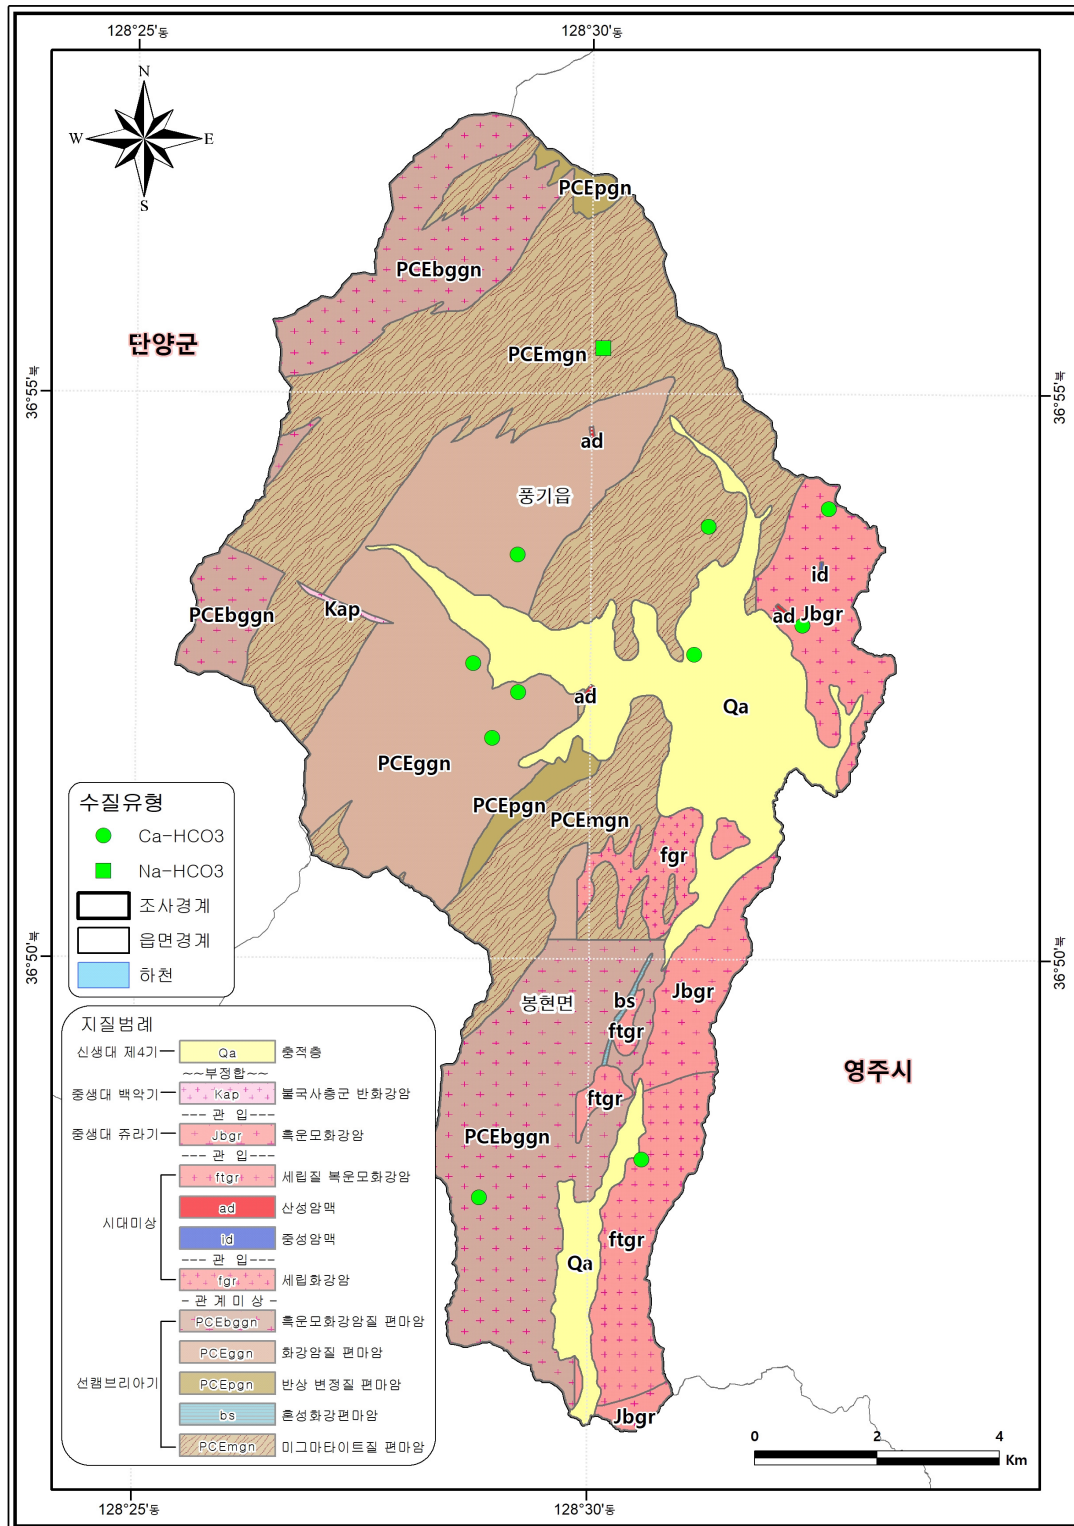 128°25'동
128°30'동
N
W
E
S
PCEpgn
PCEbggn
단양군
PCEmgn
36°55'북
36°55'북
ad
풍기읍
id
PCEbggn
Kap
ad
Jbgr
ad
Qa
PCEggn
PCEpgn
PCEmgn
fgr
수질유형
Ca-HCO3
Na-HCO3
조사경계
읍면경계
하천
36°50'북
36°50'북
봉현면
bs
Jbgr
ftgr
영주시
ftgr
PCEbggn
ftgr
Qa
Jbgr
지질범례
신생대 제4기
Qa
충적층
~~부정합~~
중생대 백악기
Kap
불국사층군 반화강암
--- 관 입 ---
중생대 쥬라기
Jbgr
흑운모화강암
--- 관 입 ---
ftgr
세립질 복운모화강암
시대미상
ad
산성암맥
id
중성암맥
--- 관 입 ---
fgr
세립화강암
- 관 계 미 상 -
PCEbggn
흑운모화강암질 편마암
PCEggn
화강암질 편마암
선캠브리아기
PCEpgn
반상 변정질 편마암
bs
혼성화강편마암
PCEmgn
미그마타이트질 편마암
0
2
4
Km
128°25'동
128°30'동